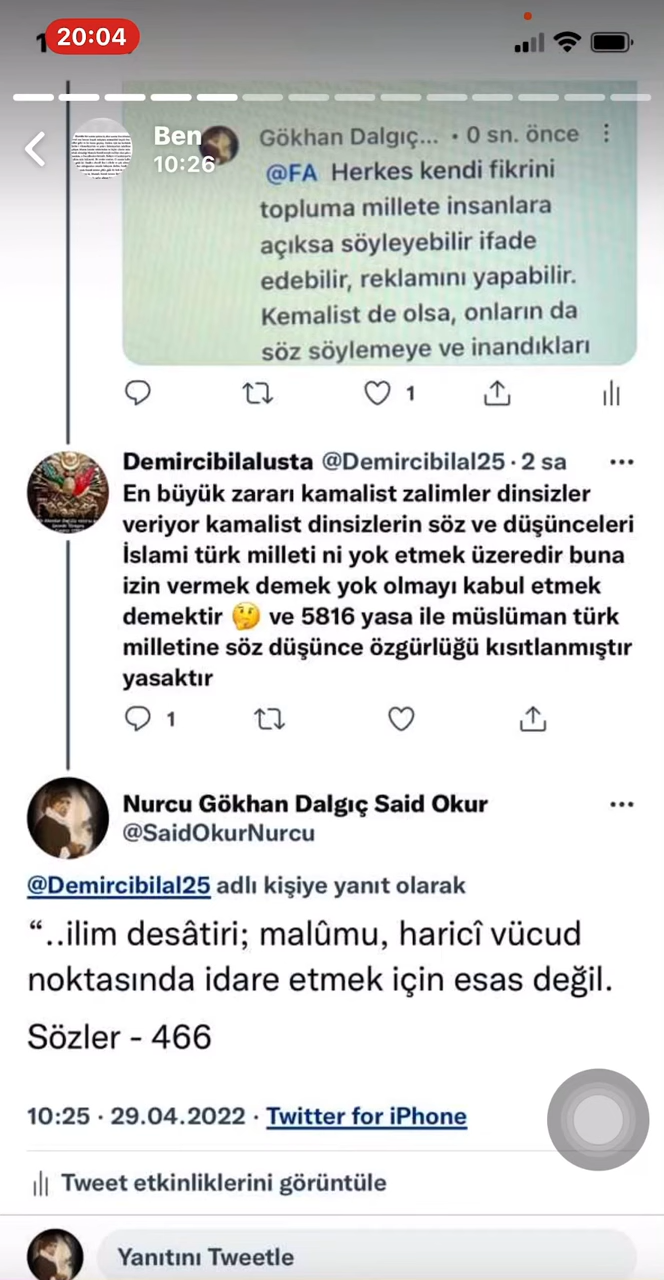 20:04
Ben
10:26
Gökhan Dalgıç... • 0 sn. önce
@FA Herkes kendi fikrini
topluma millete insanlara
açıksa söyleyebilir ifade
edebilir, reklamını yapabilir.
Kemalist de olsa, onların da
söz söylemeye ve inandıkları
1
Demircibilalusta @Demircibilal25 · 2 sa
En büyük zararı kamalist zalimler dinsizler
veriyor kamalist dinsizlerin söz ve düşünceleri
İslami türk milleti ni yok etmek üzeredir buna
izin vermek demek yok olmayı kabul etmek
demektir 🤔 ve 5816 yasa ile müslüman türk
milletine söz düşünce özgürlüğü kısıtlanmıştır
yasaktır
1
Nurcu Gökhan Dalgıç Said Okur
@SaidOkurNurcu
@Demircibilal25 adlı kişiye yanıt olarak
“..ilim desâtiri; malûmu, haricî vücud
noktasında idare etmek için esas değil.
Sözler - 466
10:25 · 29.04.2022 · Twitter for iPhone
Tweet etkinliklerini görüntüle
Yanıtını Tweetle